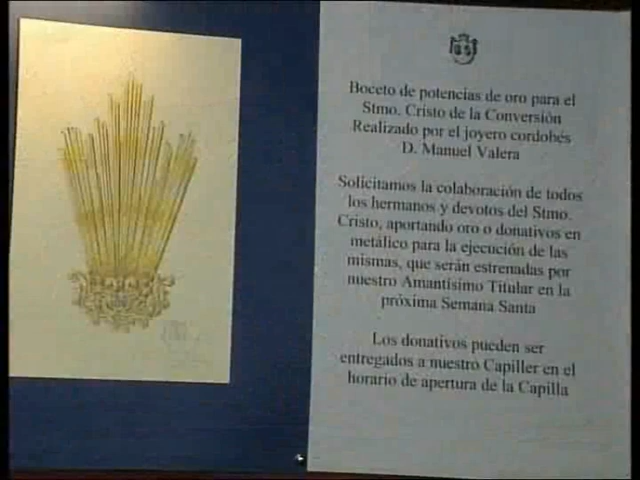 Boceto de potencias de oro para el
Stmo. Cristo de la Conversión
Realizado por el joyero cordobés
D. Manuel Valera
Solicitamos la colaboración de todos
los hermanos y devotos del Stmo.
Cristo, aportando oro o donativos en
metálico para la ejecución de las
mismas, que serán estrenadas por
nuestro Amantísimo Titular en la
próxima Semana Santa
Los donativos pueden ser
entregados a nuestro Capiller en el
horario de apertura de la Capilla